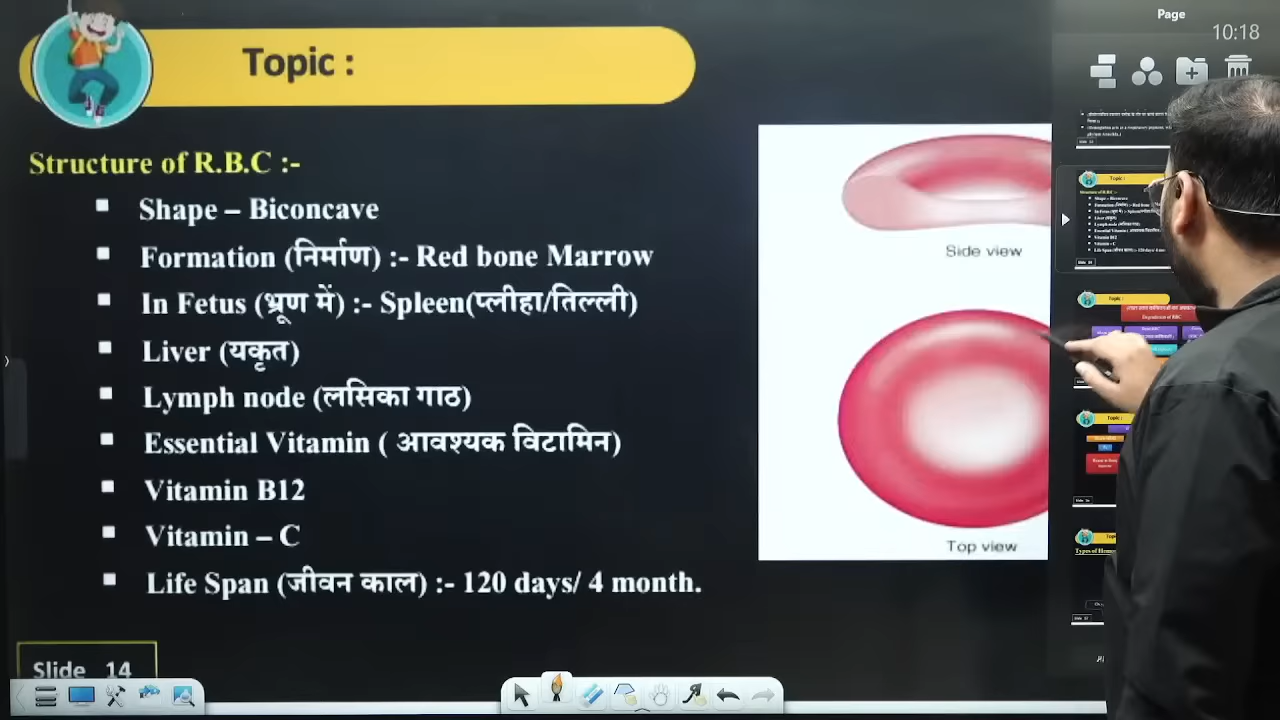 Page
10:18
Topic :
Structure of R.B.C :-
Shape – Biconcave
Formation (निर्माण) :- Red bone Marrow
In Fetus (भ्रूण में) :- Spleen(प्लीहा/तिल्ली)
Liver (यकृत)
Lymph node (लसिका गाठ)
Essential Vitamin ( आवश्यक विटामिन)
Vitamin B12
Vitamin – C
Life Span (जीवन काल) :- 120 days/ 4 month.
Side view
Top view
Slide 14